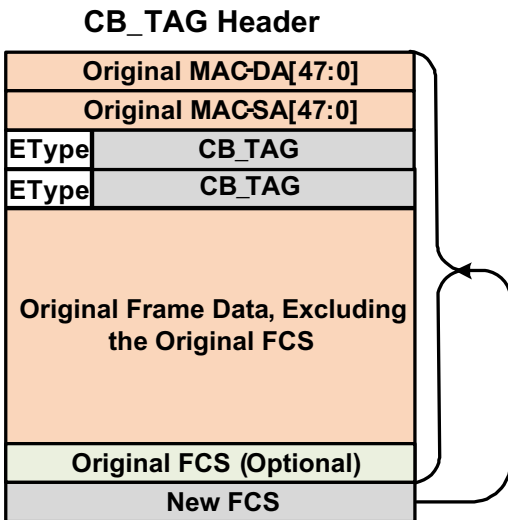 CB_TAG Header
Original MAC-DA[47:0]
Original MAC-SA[47:0]
EType CB_TAG
EType CB_TAG
Original Frame Data, Excluding
the Original FCS
Original FCS (Optional)
New FCS